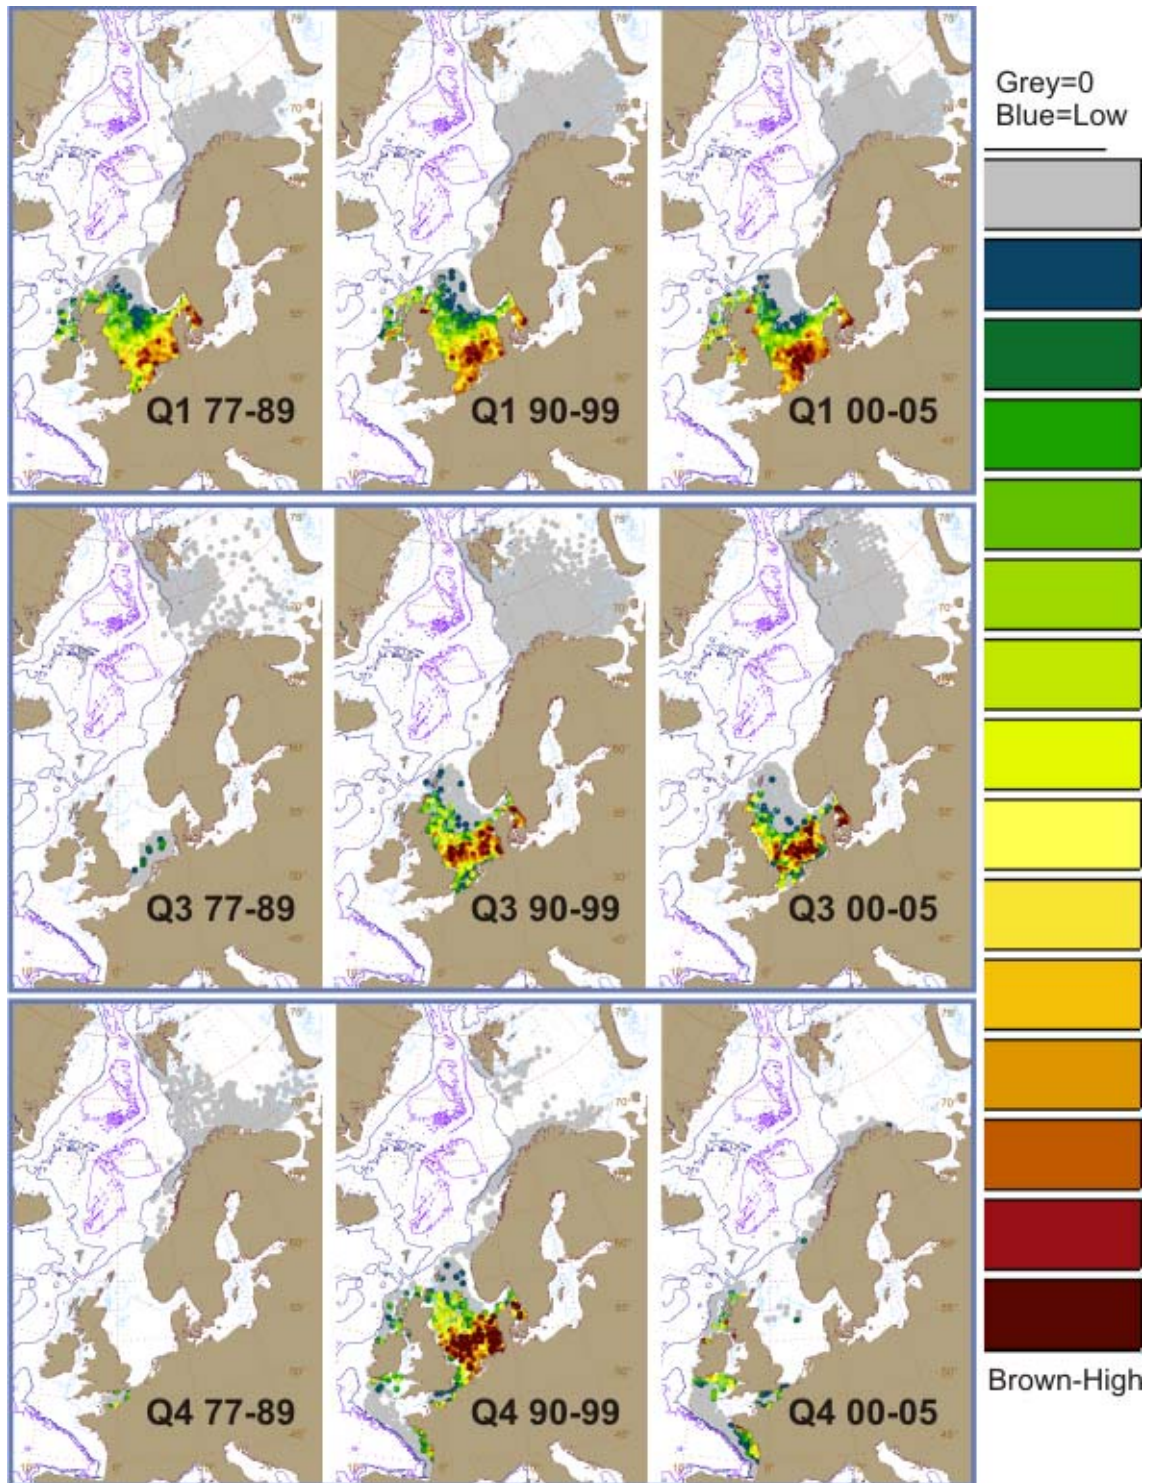 Grey=0
Blue=Low
Q1 77-89
Q1 90-99
Q1 00-05
Q3 77-89
Q3 90-99
Q3 00-05
Q4 77-89
Q4 90-99
Q4 00-05
Brown-High